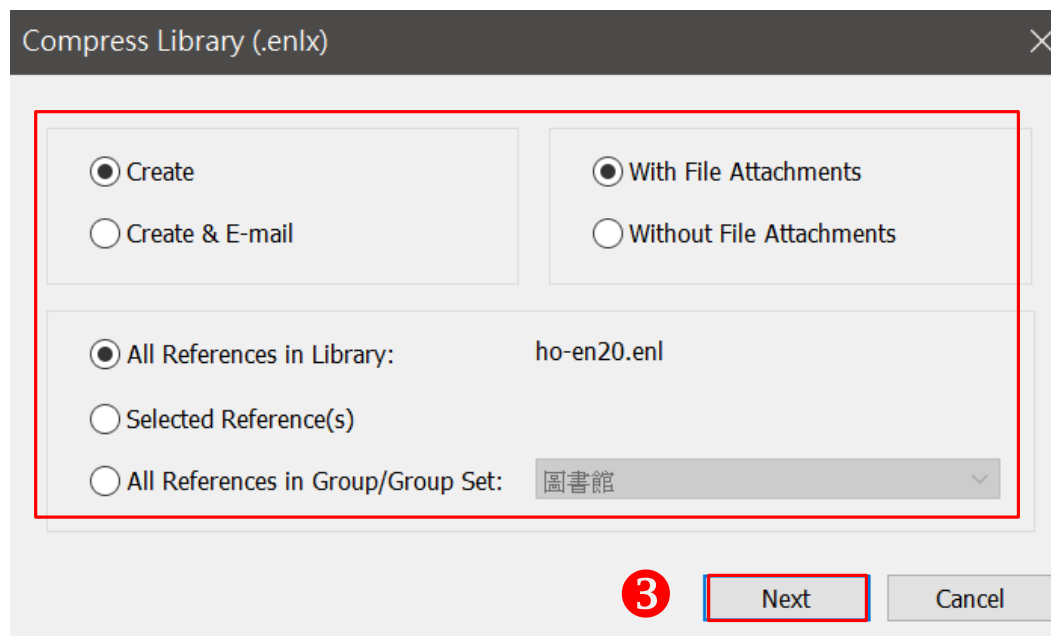 Compress Library (.enlx)
Create
Create & E-mail
With File Attachments
Without File Attachments
All References in Library: ho-en20.enl
Selected Reference(s)
All References in Group/Group Set: 圖書館
3 Next Cancel